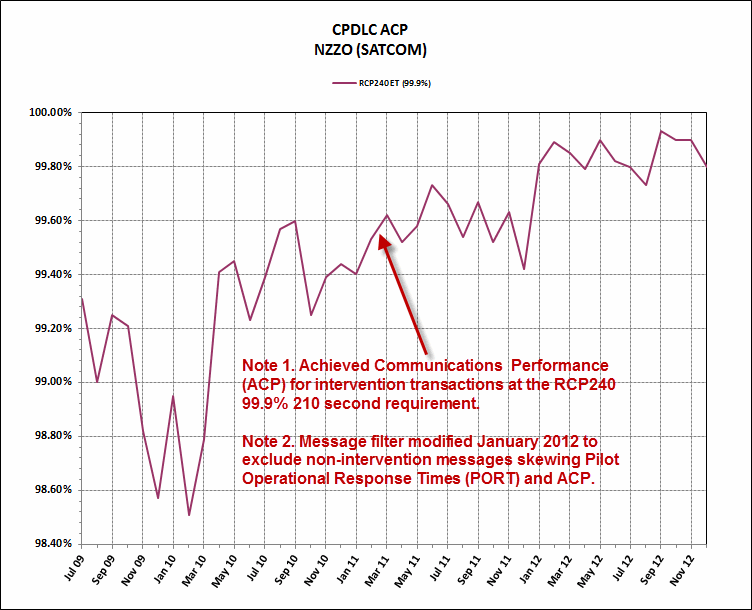 CPDLC ACP
NZZO (SATCOM)
RCP240 ET (99.9%)
100.00%
99.80%
99.60%
99.40%
99.20%
99.00%
98.80%
98.60%
98.40%
Note 1. Achieved Communications Performance
(ACP) for intervention transactions at the RCP240
99.9% 210 second requirement.
Note 2. Message filter modified January 2012 to
exclude non-intervention messages skewing Pilot
Operational Response Times (PORT) and ACP.
Jul 09
Sep 09
Nov 09
Jan 10
Mar 10
May 10
Jul 10
Sep 10
Nov 10
Jan 11
Mar 11
May 11
Jul 11
Sep 11
Nov 11
Jan 12
Mar 12
May 12
Jul 12
Sep 12
Nov 12